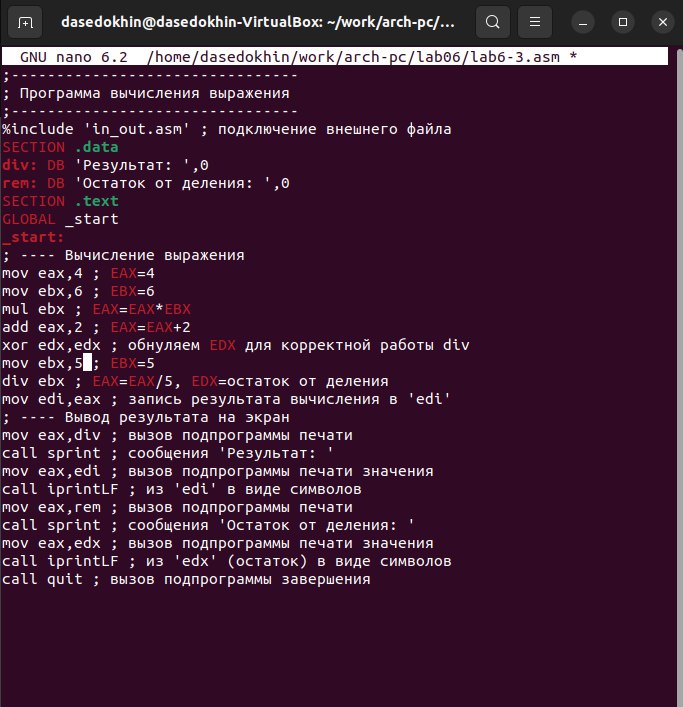 dasedokhin@dasedokhin-VirtualBox: ~/work/arch-pc/...
GNU nano 6.2 /home/dasedokhin/work/arch-pc/lab06/lab6-3.asm *
;--------------------------------
; Программа вычисления выражения
;--------------------------------
%include 'in_out.asm' ; подключение внешнего файла
SECTION .data
div: DB 'Результат: ',0
rem: DB 'Остаток от деления: ',0
SECTION .text
GLOBAL _start
_start:
; ---- Вычисление выражения
mov eax,4 ; EAX=4
mov ebx,6 ; EBX=6
mul ebx ; EAX=EAX*EBX
add eax,2 ; EAX=EAX+2
xor edx,edx ; обнуляем EDX для корректной работы div
mov ebx,5 ; EBX=5
div ebx ; EAX=EAX/5, EDX=остаток от деления
mov edi,eax ; запись результата вычисления в 'edi'
; ---- Вывод результата на экран
mov eax,div ; вызов подпрограммы печати
call sprint ; сообщения 'Результат: '
mov eax,edi ; вызов подпрограммы печати значения
call iprintLF ; из 'edi' в виде символов
mov eax,rem ; вызов подпрограммы печати
call sprint ; сообщения 'Остаток от деления: '
mov eax,edx ; вызов подпрограммы печати значения
call iprintLF ; из 'edx' (остаток) в виде символов
call quit ; вызов подпрограммы завершения